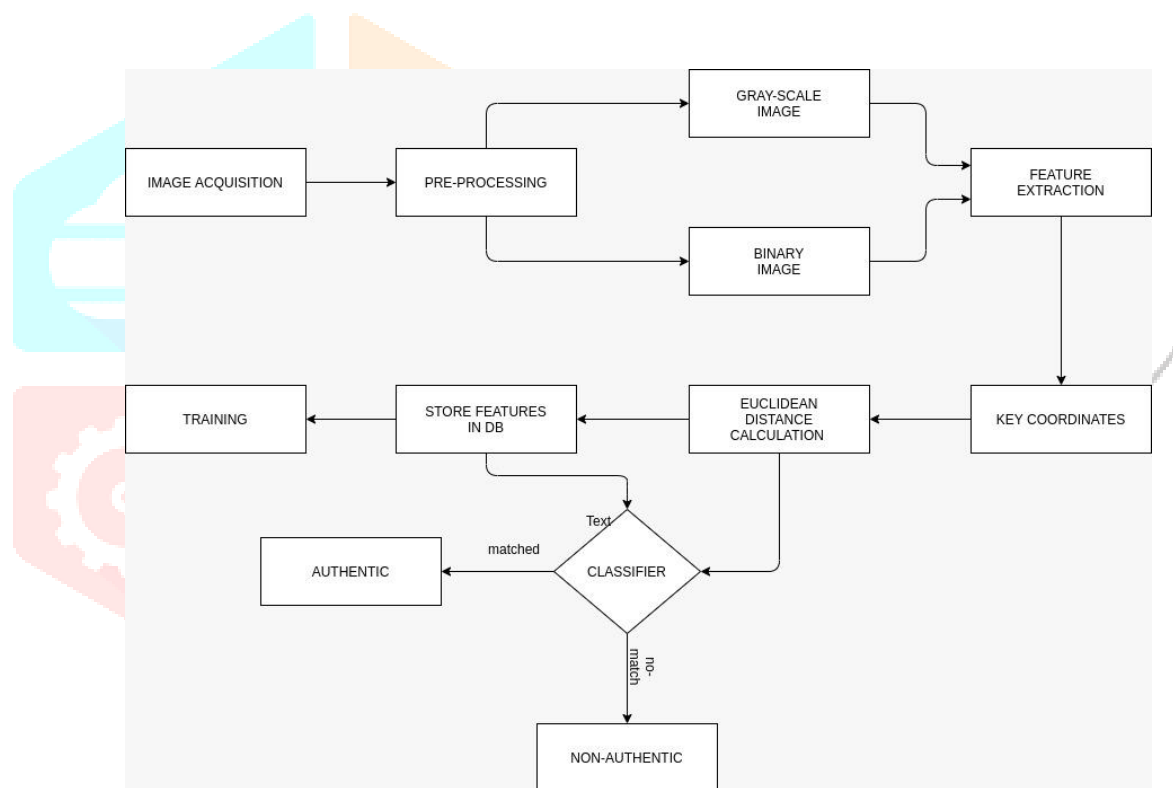 GRAY-SCALE
IMAGE
IMAGE ACQUISITION
PRE-PROCESSING
FEATURE
EXTRACTION
BINARY
IMAGE
TRAINING
STORE FEATURES
IN DB
EUCLIDEAN
DISTANCE
CALCULATION
KEY COORDINATES
Text
matched
AUTHENTIC
CLASSIFIER
no-
match
NON-AUTHENTIC